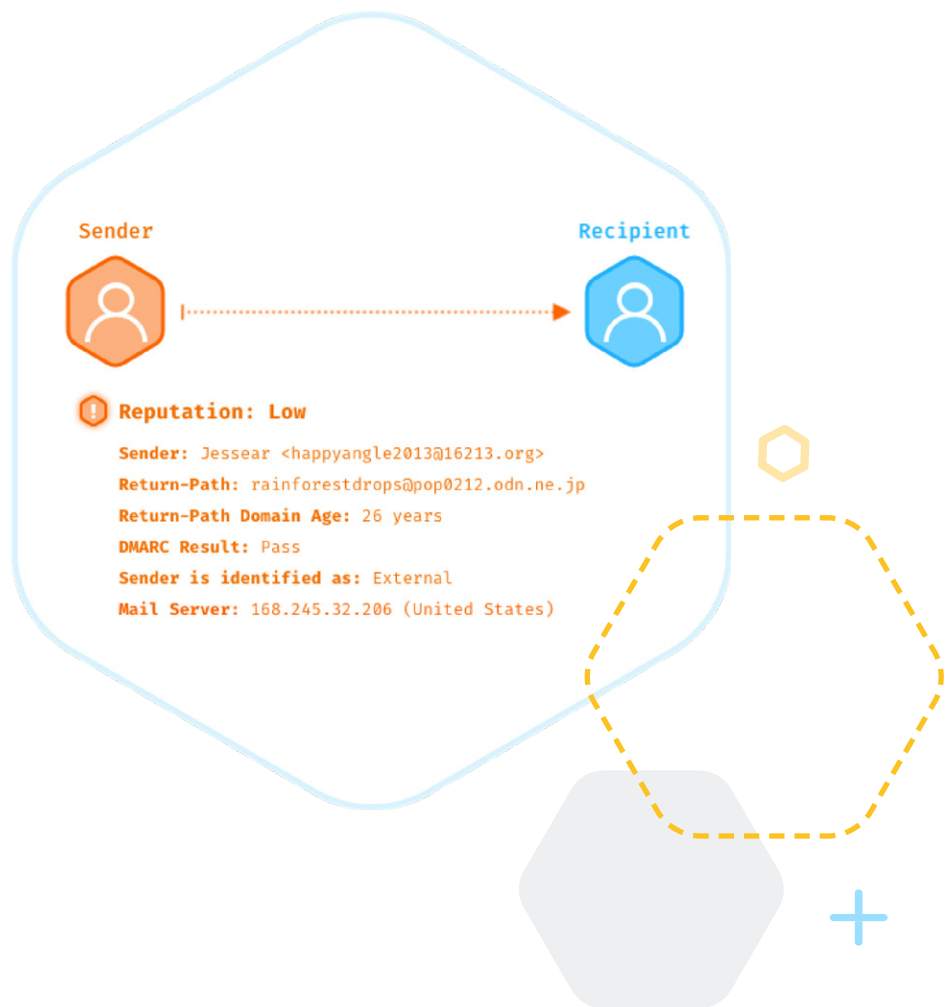 Sender
Recipient
Reputation: Low
Sender: Jessear <happyangle2013@16213.org>
Return-Path: rainforestdrops@pop0212.odn.ne.jp
Return-Path Domain Age: 26 years
DMARC Result: Pass
Sender is identified as: External
Mail Server: 168.245.32.206 (United States)